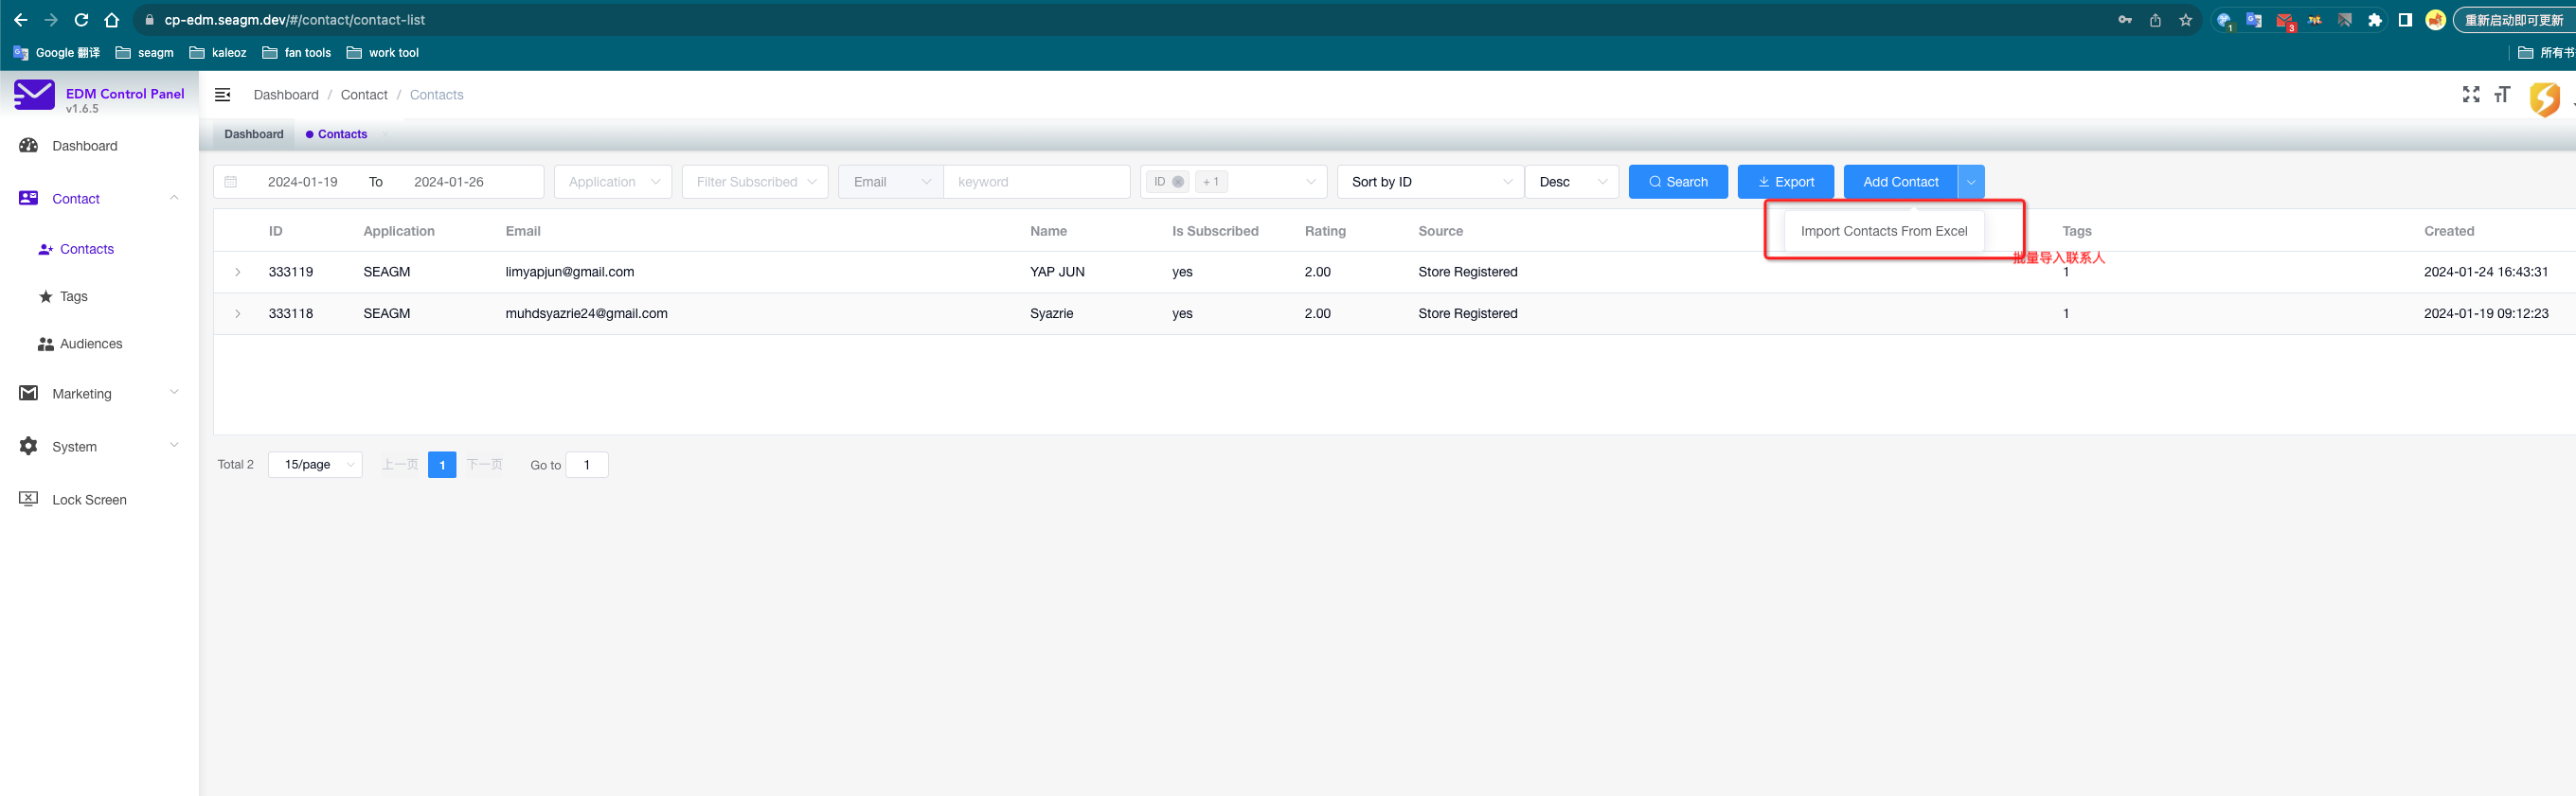 cp-edm.seagm.dev/#/contact/contact-list
1
3
重新启动即可更新
Google 翻译 seagm kaleoz fan tools work tool
所有书
EDM Control Panel
v1.6.5
Dashboard / Contact / Contacts
Dashboard Contacts
Dashboard
Contact
Contacts
Tags
Audiences
Marketing
System
Lock Screen
2024-01-19 To 2024-01-26 Application Filter Subscribed Email keyword ID + 1 Sort by ID Desc Search Export Add Contact
Import Contacts From Excel
批量导入联系人
ID Application Email Name Is Subscribed Rating Source Tags Created
333119 SEAGM limyapjun@gmail.com YAP JUN yes 2.00 Store Registered 1 2024-01-24 16:43:31
333118 SEAGM muhdsyazrie24@gmail.com Syazrie yes 2.00 Store Registered 1 2024-01-19 09:12:23
Total 2 15/page 上一页 1 下一页 Go to 1